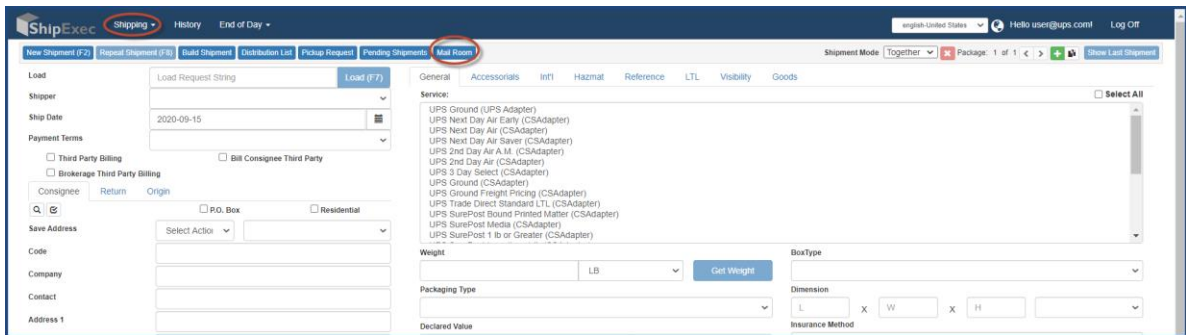 ShipExec Shipping History End of Day english-United States Hello user@ups.com! Log Off
New Shipment (F2) Repeat Shipment (F8) Build Shipment Distribution List Pickup Request Pending Shipments Mail Room Shipment Mode Together Package: 1 of 1 Show Last Shipment
Load Load Request String Load (F7)
Shipper
Ship Date 2020-09-15
Payment Terms
Third Party Billing Bill Consignee Third Party
Brokerage Third Party Billing
Consignee Return Origin
P.O. Box Residential
Save Address Select Action
Code
Company
Contact
Address 1
General Accessorials Int'l Hazmat Reference LTL Visibility Goods
Service: Select All
UPS Ground (UPS Adapter)
UPS Next Day Air Early (CSAdapter)
UPS Next Day Air (CSAdapter)
UPS Next Day Air Saver (CSAdapter)
UPS 2nd Day Air A.M. (CSAdapter)
UPS 2nd Day Air (CSAdapter)
UPS 3 Day Select (CSAdapter)
UPS Ground (CSAdapter)
UPS Ground Freight Pricing (CSAdapter)
UPS Trade Direct Standard LTL (CSAdapter)
UPS SurePost Bound Printed Matter (CSAdapter)
UPS SurePost Media (CSAdapter)
UPS SurePost 1 lb or Greater (CSAdapter)
Weight BoxType
LB Get Weight
Packaging Type Dimension
L X W X H
Declared Value Insurance Method